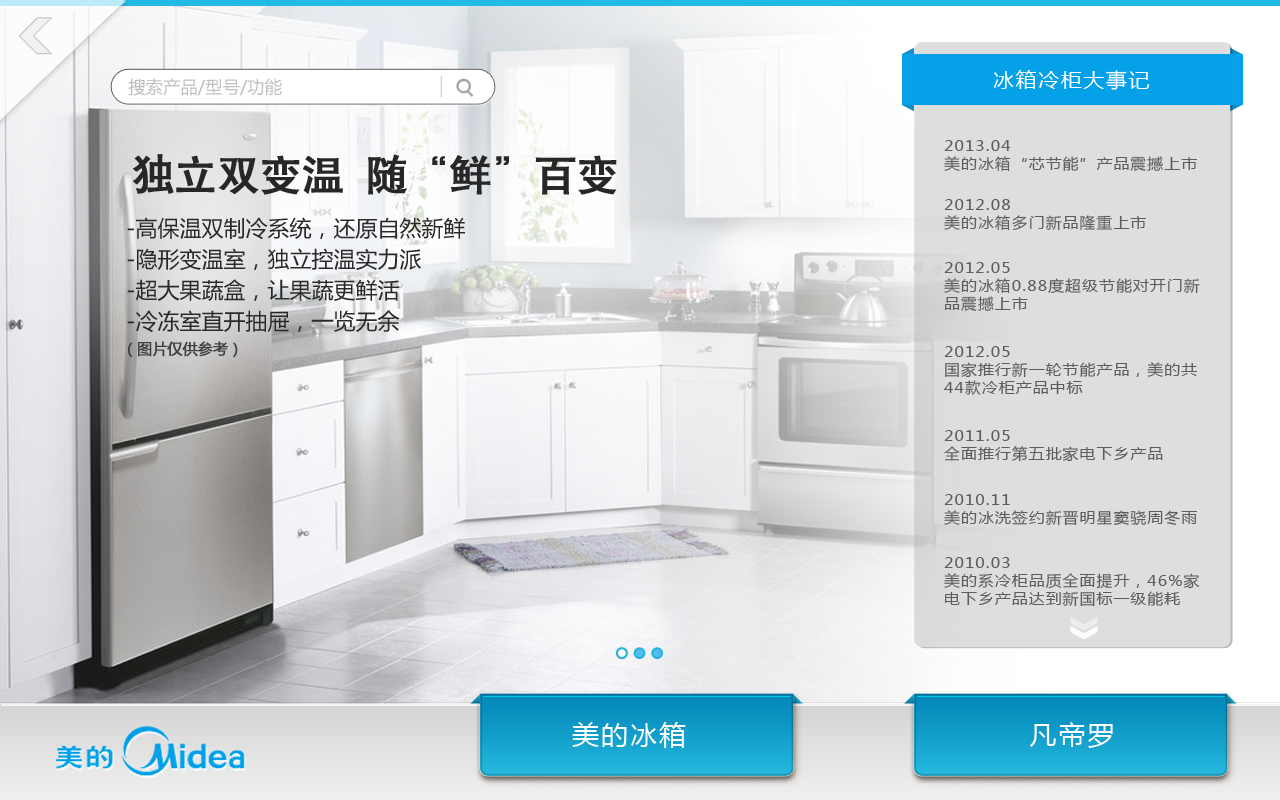 搜索产品/型号/功能
独立双变温 随“鲜”百变
-高保温双制冷系统，还原自然新鲜
-隐形变温室，独立控温实力派
-超大果蔬盒，让果蔬更鲜活
-冷冻室直开抽屉，一览无余
（图片仅供参考）
冰箱冷柜大事记
2013.04
美的冰箱“芯节能”产品震撼上市
2012.08
美的冰箱多门新品隆重上市
2012.05
美的冰箱0.88度超级节能对开门新
品震撼上市
2012.05
国家推行新一轮节能产品，美的共
44款冷柜产品中标
2011.05
全面推行第五批家电下乡产品
2010.11
美的冰洗签约新晋明星窦骁周冬雨
2010.03
美的系冷柜品质全面提升，46%家
电下乡产品达到新国标一级能耗
美的 Midea
美的冰箱
凡帝罗